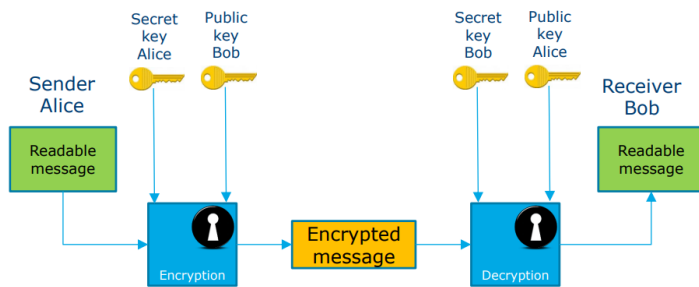 Secret
key
Alice
Public
key
Bob
Secret
key
Bob
Public
key
Alice
Sender
Alice
Receiver
Bob
Readable
message
Readable
message
Encrypted
message
Encryption
Decryption